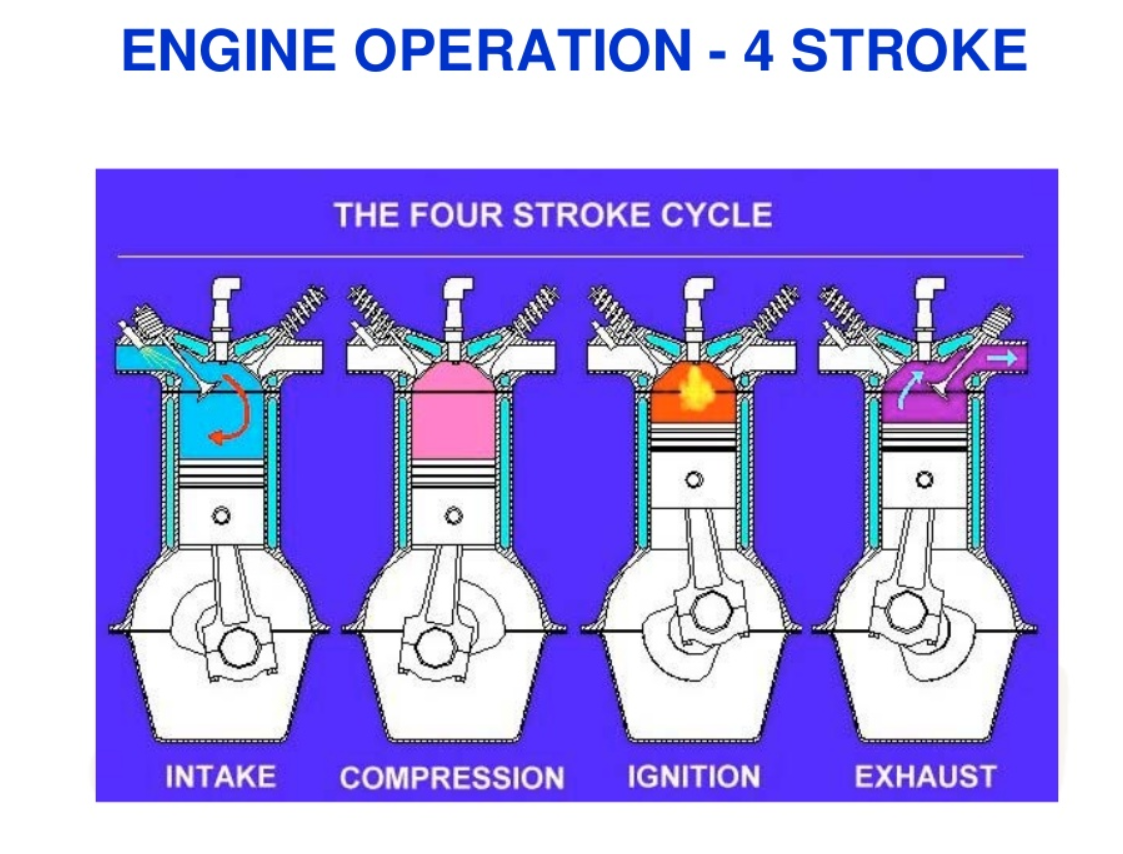 ENGINE OPERATION - 4 STROKE
THE FOUR STROKE CYCLE
INTAKE
COMPRESSION
IGNITION
EXHAUST